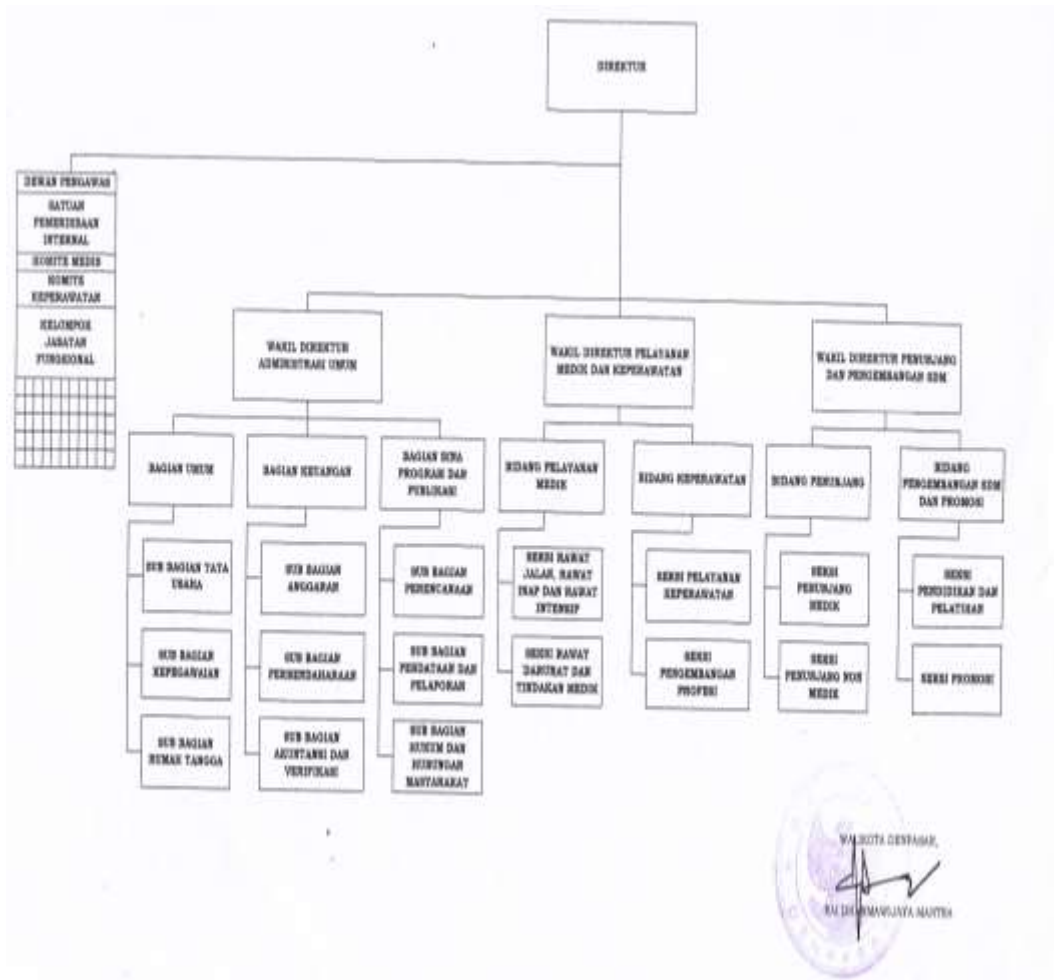 DIREKTUR
DEWAN PENGAWAS
SATUAN
PEMERIKSAAN
INTERNAL
KOMITE MEDIS
KOMITE
KEPERAWATAN
KELOMPOK
JABATAN
FUNGSIONAL
WAKIL DIREKTUR
ADMINISTRASI UMUM
WAKIL DIREKTUR PELAYANAN
MEDIK DAN KEPERAWATAN
WAKIL DIREKTUR PENUNJANG
DAN PENGEMBANGAN SDM
BAGIAN UMUM
BAGIAN KEUANGAN
BAGIAN BINA
PROGRAM DAN
PUBLIKASI
BIDANG PELAYANAN
MEDIK
BIDANG KEPERAWATAN
BIDANG PENUNJANG
BIDANG
PENGEMBANGAN SDM
DAN PROMOSI
SUB BAGIAN TATA
USAHA
SUB BAGIAN
ANGGARAN
SUB BAGIAN
PERENCANAAN
SEKSI RAWAT
JALAN, RAWAT
INAP DAN RAWAT
INTENSIF
SEKSI PELAYANAN
KEPERAWATAN
SEKSI
PENUNJANG
MEDIK
SEKSI
PENDIDIKAN DAN
PELATIHAN
SUB BAGIAN
KEPEGAWAIAN
SUB BAGIAN
PERBENDAHARAAN
SUB BAGIAN
PENDATAAN DAN
PELAPORAN
SEKSI RAWAT
DARURAT DAN
TINDAKAN MEDIK
SEKSI
PENGEMBANGAN
PROFESI
SEKSI
PENUNJANG NON
MEDIK
SEKSI PROMOSI
SUB BAGIAN
RUMAH TANGGA
SUB BAGIAN
AKUNTANSI DAN
VERIFIKASI
SUB BAGIAN
HUKUM DAN
HUBUNGAN
MASYARAKAT
WALIKOTA DENPASAR,
RAI DHARMAWIJAYA MANTRA